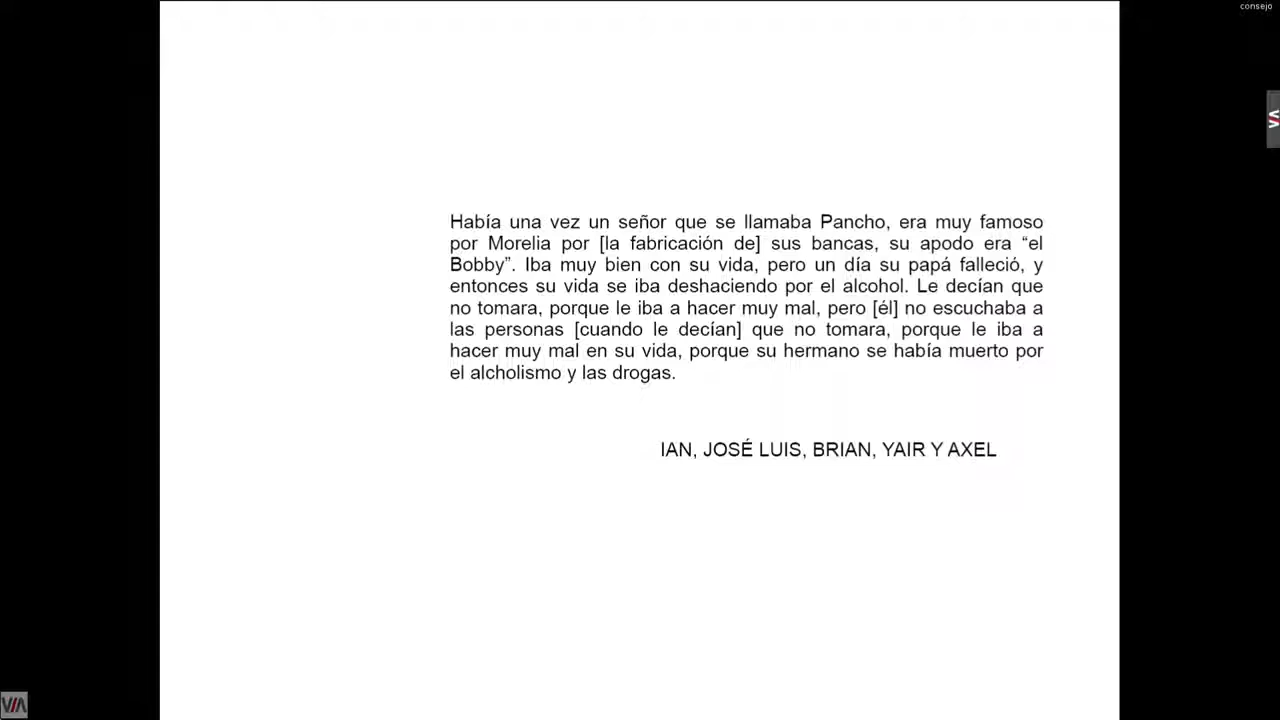 consejo
Había una vez un señor que se llamaba Pancho, era muy famoso
por Morelia por [la fabricación de] sus bancas, su apodo era “el
Bobby”. Iba muy bien con su vida, pero un día su papá falleció, y
entonces su vida se iba deshaciendo por el alcohol. Le decían que
no tomara, porque le iba a hacer muy mal, pero [él] no escuchaba a
las personas [cuando le decían] que no tomara, porque le iba a
hacer muy mal en su vida, porque su hermano se había muerto por
el alcholismo y las drogas.
IAN, JOSÉ LUIS, BRIAN, YAIR Y AXEL
VIA